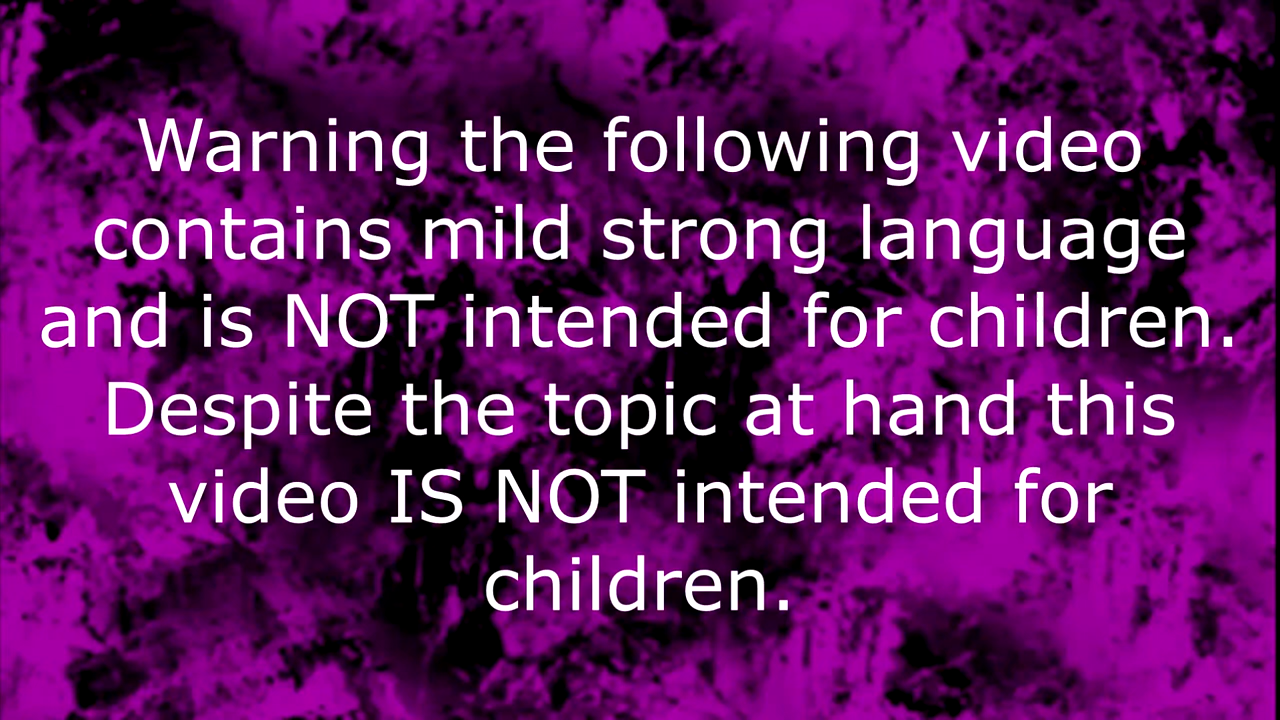 Warning the following video
contains mild strong language
and is NOT intended for children.
Despite the topic at hand this
video IS NOT intended for
children.